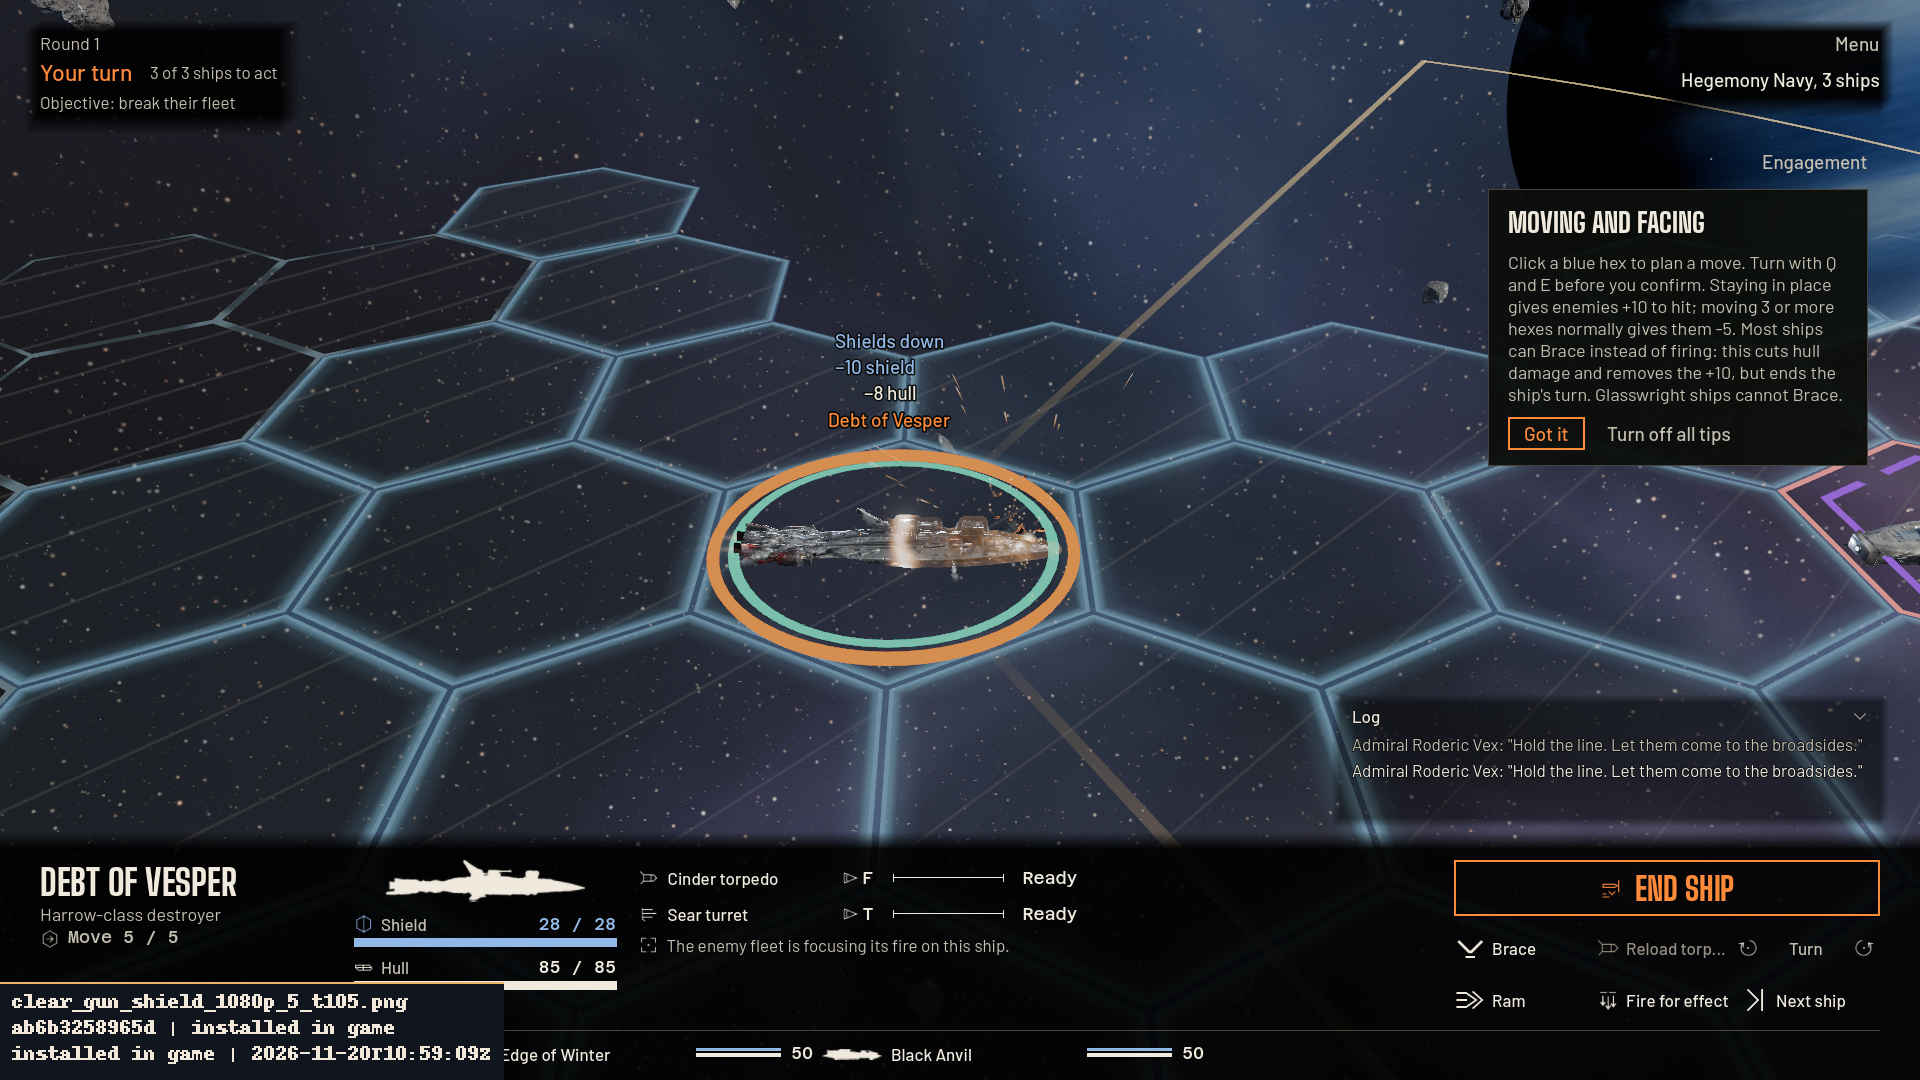 Round 1
Your turn 3 of 3 ships to act
Objective: break their fleet
Menu
Hegemony Navy, 3 ships
Engagement
MOVING AND FACING
Click a blue hex to plan a move. Turn with Q
and E before you confirm. Staying in place
gives enemies +10 to hit; moving 3 or more
hexes normally gives them -5. Most ships
can Brace instead of firing: this cuts hull
damage and removes the +10, but ends the
ship's turn. Glasswright ships cannot Brace.
Got it Turn off all tips
Shields down
−10 shield
−8 hull
Debt of Vesper
Log
Admiral Roderic Vex: "Hold the line. Let them come to the broadsides."
Admiral Roderic Vex: "Hold the line. Let them come to the broadsides."
DEBT OF VESPER
Harrow-class destroyer
Move 5 / 5
Shield 28 / 28
Hull 85 / 85
Cinder torpedo F Ready
Sear turret T Ready
The enemy fleet is focusing its fire on this ship.
END SHIP
Brace Reload torp... Turn
Ram Fire for effect Next ship
Edge of Winter 50 Black Anvil 50
clear_gun_shield_1080p_5_t105.png
ab6b3258965d | installed in game
installed in game | 2026-11-20T10:59:09Z